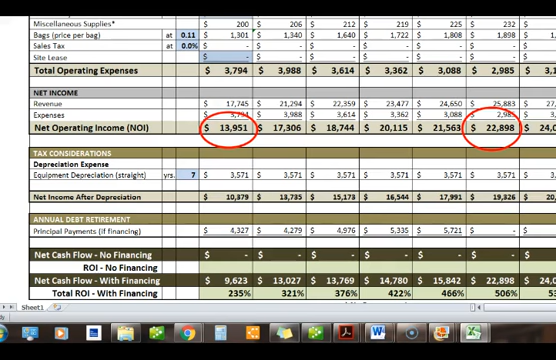 Miscellaneous Supplies* $ 200 $ 206 $ 212 $ 219 $ 225 $ 232 $
Bags (price per bag) at 0.11 $ 1,301 $ 1,340 $ 1,640 $ 1,722 $ 1,808 $ 1,898 $
Sales Tax at 0.0% $ - $ - $ - $ - $ - $ - $
Site Lease $ - $ - $ - $ - $ - $ - $
Total Operating Expenses $ 3,794 $ 3,988 $ 3,614 $ 3,362 $ 3,088 $ 2,985 $
NET INCOME
Revenue 17,745 $ 21,294 $ 22,359 $ 23,477 $ 24,650 $ 25,883 $
Expenses $ 3,794 $ 3,988 $ 3,614 $ 3,362 $ 3,088 $ 2,985 $
Net Operating Income (NOI) $ 13,951 $ 17,306 $ 18,744 $ 20,115 $ 21,563 $ 22,898 $
TAX CONSIDERATIONS
Depreciation Expense
Equipment Depreciation (straight) yrs. 7 $ 3,571 $ 3,571 $ 3,571 $ 3,571 $ 3,571 $ 3,571 $
Net Income After Depreciation $ 10,379 $ 13,735 $ 15,173 $ 16,544 $ 17,991 $ 19,326 $
ANNUAL DEBT RETIREMENT
Principal Payments (if financing) $ 4,327 $ 4,279 $ 4,976 $ 5,335 $ 5,721 $ - $
Net Cash Flow - No Financing $ - $ - $ - $ - $ - $ - $
ROI - No Financing
Net Cash Flow - With Financing $ 9,623 $ 13,027 $ 13,769 $ 14,780 $ 15,842 $ 22,898 $
Total ROI - With Financing 235% 321% 376% 422% 466% 506%
Sheet1